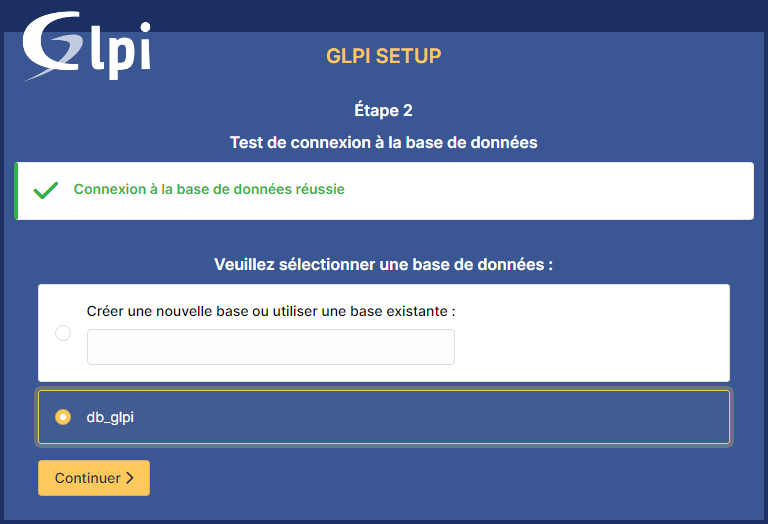 Glpi
GLPI SETUP
Étape 2
Test de connexion à la base de données
Connexion à la base de données réussie
Veuillez sélectionner une base de données :
Créer une nouvelle base ou utiliser une base existante :
db_glpi
Continuer